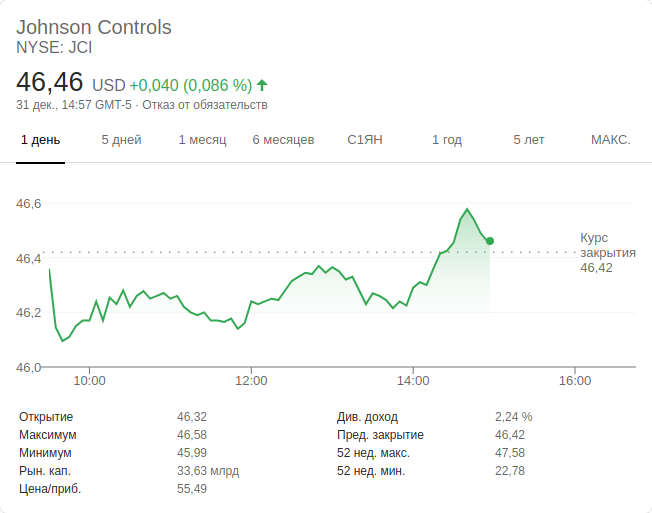 Johnson Controls
NYSE: JCI
46,46 USD +0,040 (0,086 %)
31 дек., 14:57 GMT-5 · Отказ от обязательств
1 день 5 дней 1 месяц 6 месяцев С1ЯН 1 год 5 лет МАКС.
46,6
46,4
46,2
46,0
Курс
закрытия
46,42
10:00 12:00 14:00 16:00
Открытие 46,32 Див. доход 2,24 %
Максимум 46,58 Пред. закрытие 46,42
Минимум 45,99 52 нед. макс. 47,58
Рын. кап. 33,63 млрд 52 нед. мин. 22,78
Цена/приб. 55,49